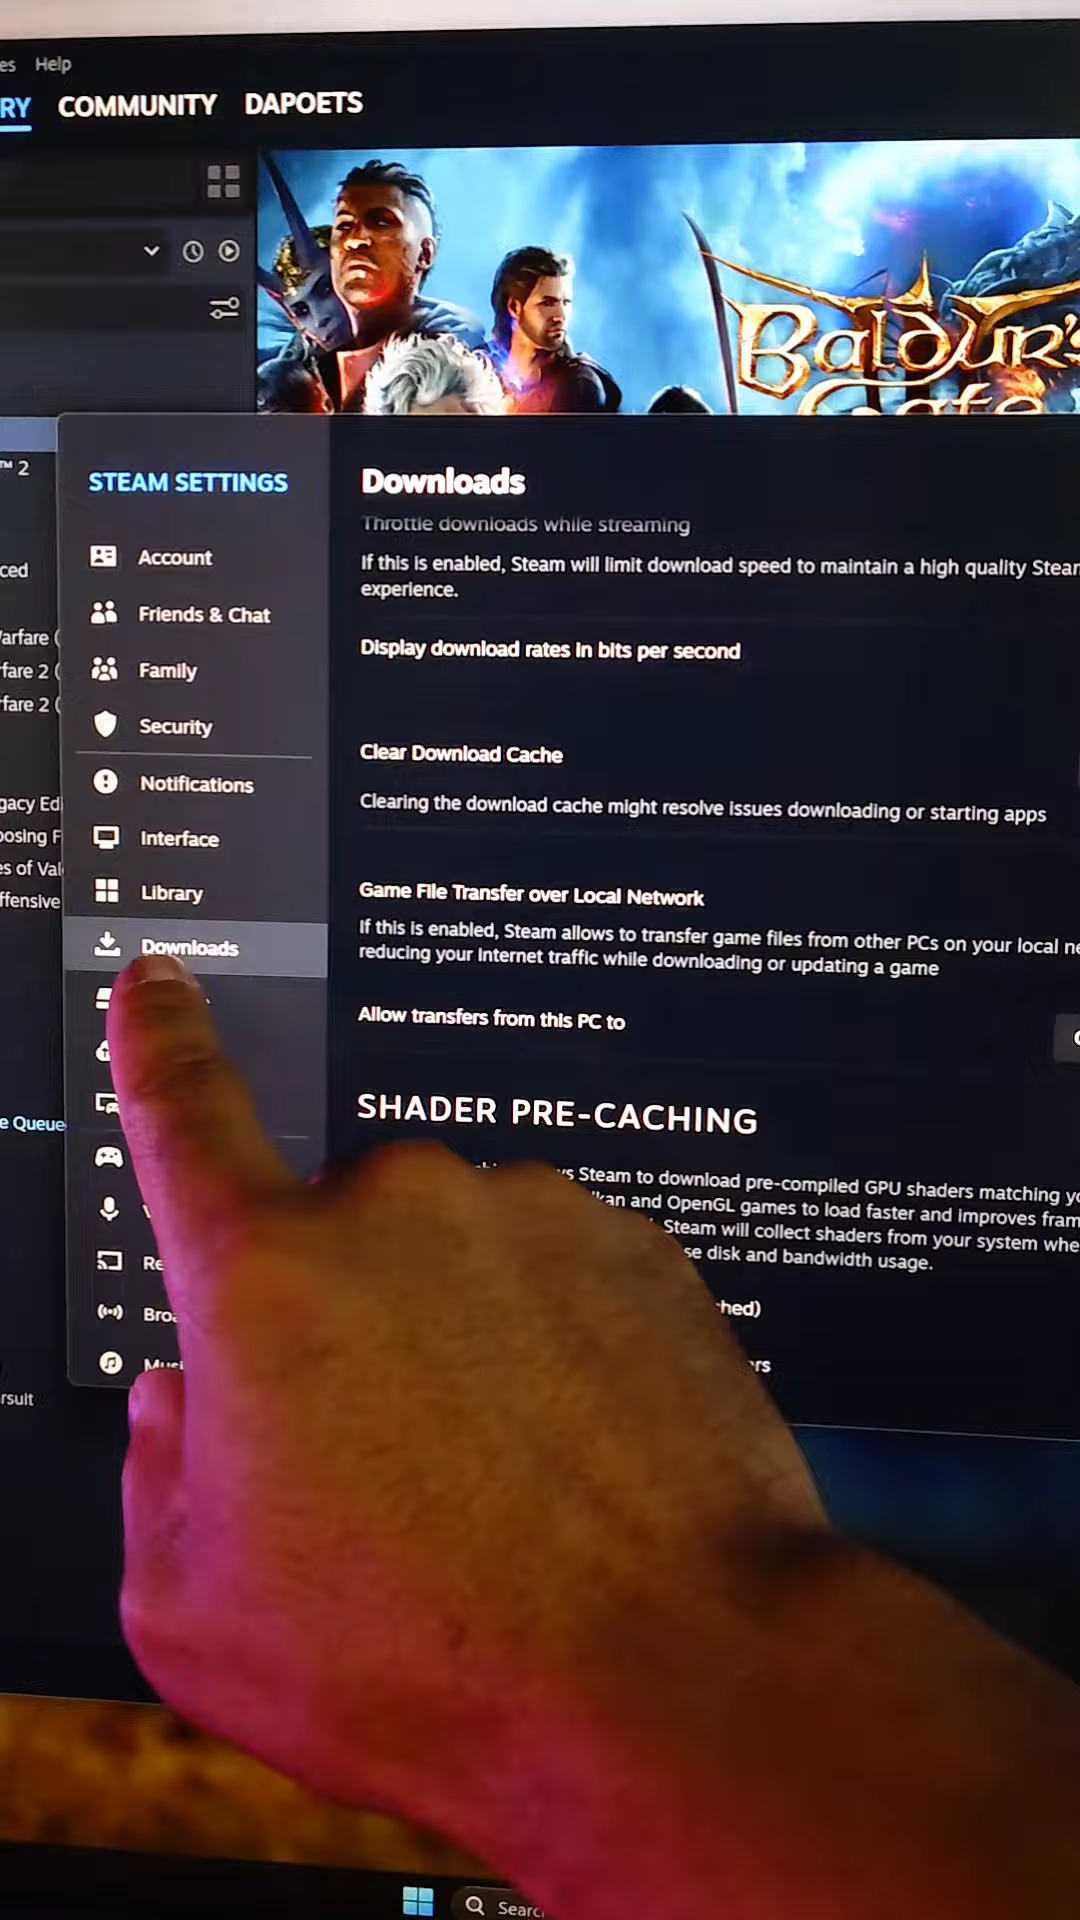 Help
COMMUNITY
DAPOETS
BALDUR'S
GATE
™ 2
STEAM SETTINGS
Account
Friends & Chat
Family
Security
Notifications
Interface
Library
Downloads
Downloads
Throttle downloads while streaming
If this is enabled, Steam will limit download speed to maintain a high quality
experience.
Display download rates in bits per second
Clear Download Cache
Clearing the download cache might resolve issues downloading or starting apps
Game File Transfer over Local Network
If this is enabled, Steam allows to transfer game files from other PCs on your local
reducing your Internet traffic while downloading or updating a game
Allow transfers from this PC to
SHADER PRE-CACHING
Steam to download pre-compiled GPU shaders matching
and OpenGL games to load faster and improves
Steam will collect shaders from your system
disk and bandwidth usage.